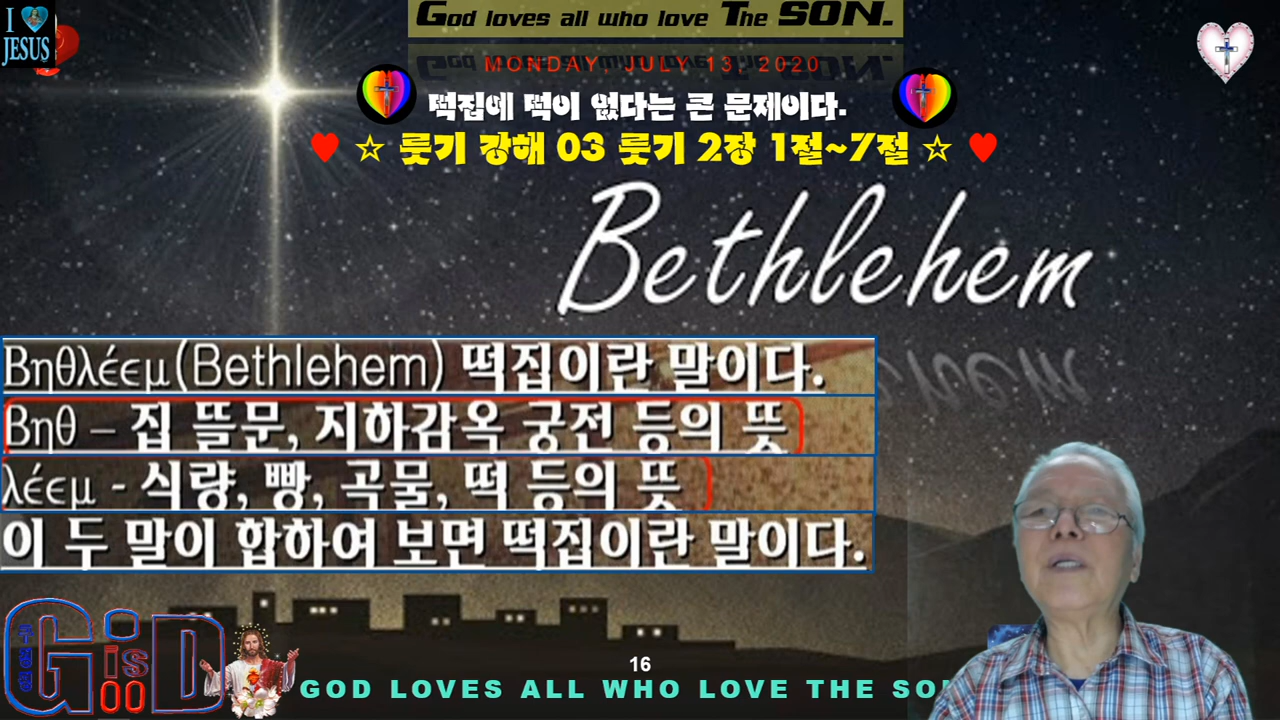 I
JESUS
God loves all who love The SON.
MONDAY, JULY 13, 2020
떡집에 떡이 없다는 큰 문제이다.
♥ ☆ 룻기 강해 03 룻기 2장 1절~7절 ☆ ♥
Bethlehem
Βηθλέεμ(Bethlehem) 떡집이란 말이다.
Βηθ – 집 뜰문, 지하감옥 궁전 등의 뜻
λέεμ - 식량, 빵, 곡물, 떡 등의 뜻
이 두 말이 합하여 보면 떡집이란 말이다.
GOD
is
16
GOD LOVES ALL WHO LOVE THE SO